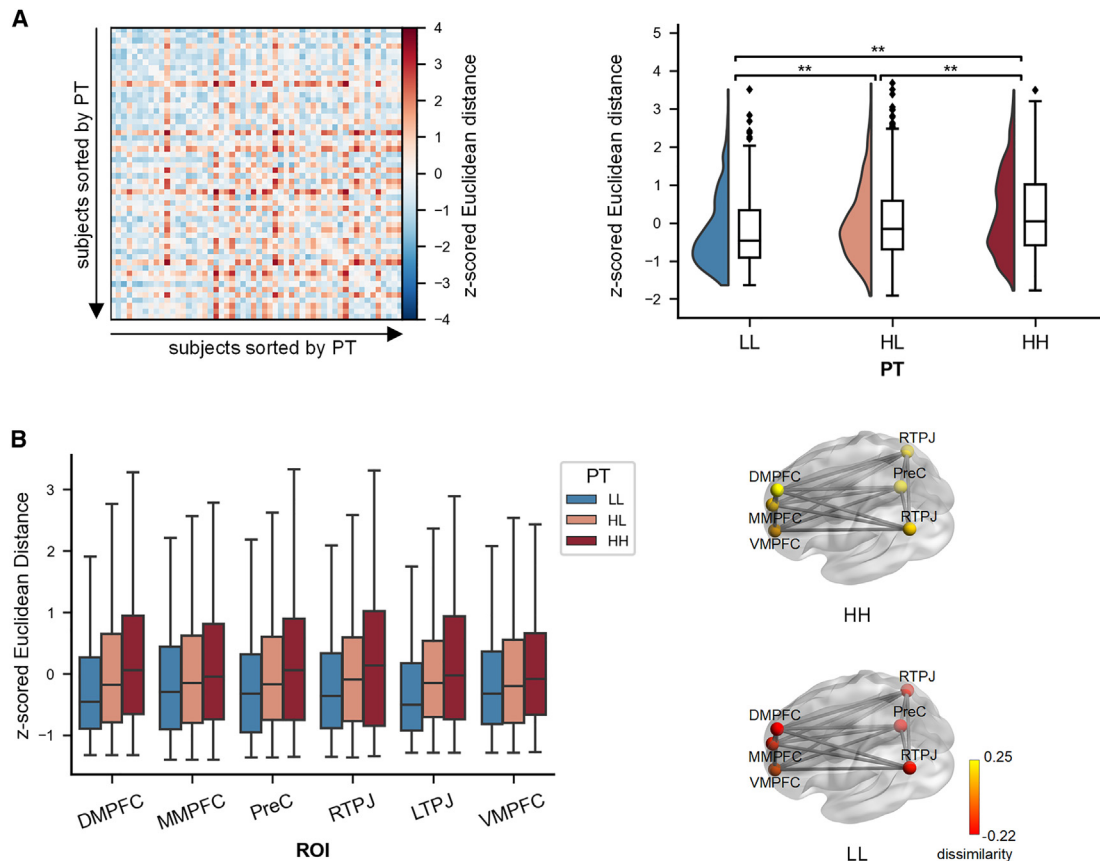 A
subjects sorted by PT
subjects sorted by PT
4
3
2
1
0
−1
−2
−3
−4
z-scored Euclidean distance
z-scored Euclidean distance
5
4
3
2
1
0
−1
−2
**
**
**
LL
HL
HH
PT
B
z-scored Euclidean Distance
3
2
1
0
−1
DMPFC
MMPFC
PreC
RTPJ
LTPJ
VMPFC
ROI
PT
LL
HL
HH
RTPJ
DMPFC
PreC
MMPFC
RTPJ
VMPFC
HH
RTPJ
DMPFC
PreC
MMPFC
RTPJ
VMPFC
LL
0.25
-0.22
dissimilarity